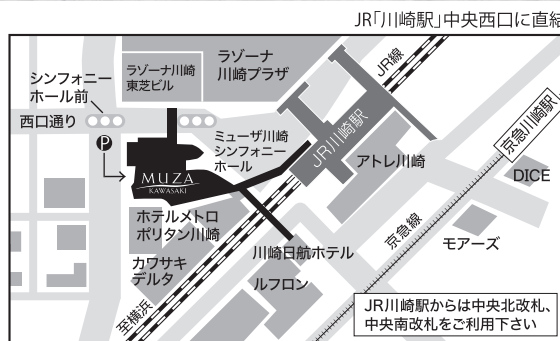 JR「川崎駅」中央西口に直結
ラゾーナ
川崎プラザ
ラゾーナ川崎
東芝ビル
JR線
シンフォニー
ホール前
西口通り
P
ミューザ川崎
シンフォニー
ホール
JR川崎駅
京急川崎駅
アトレ川崎
MUZA
KAWASAKI
DICE
ホテルメトロ
ポリタン川崎
京急線
モアーズ
川崎日航ホテル
カワサキ
デルタ
ルフロン
至横浜
JR川崎駅からは中央北改札、
中央南改札をご利用下さい